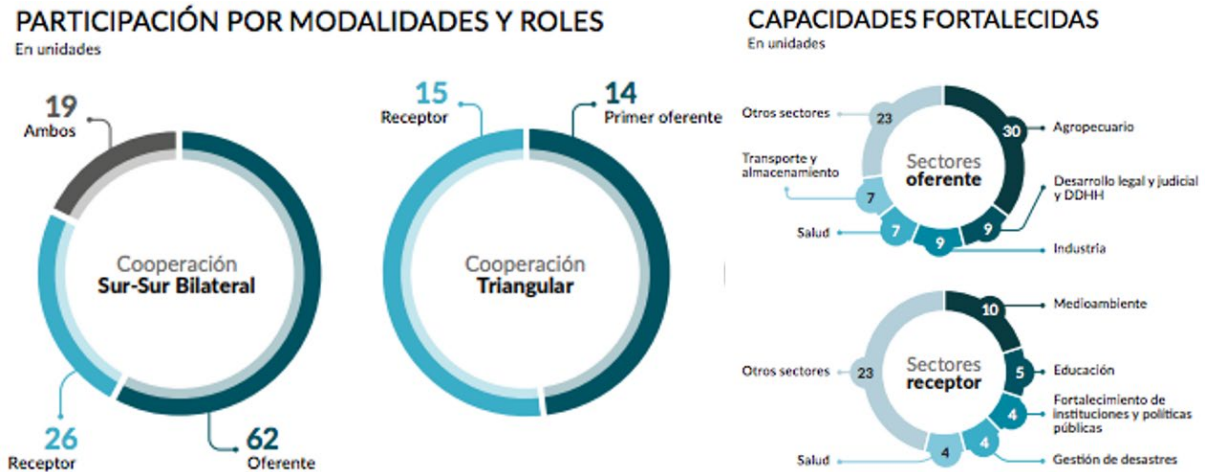 PARTICIPACIÓN POR MODALIDADES Y ROLES
En unidades
19
Ambos
Cooperación
Sur-Sur Bilateral
26
Receptor
62
Oferente
15
Receptor
14
Primer oferente
Cooperación
Triangular
CAPACIDADES FORTALECIDAS
En unidades
Otros sectores
23
30
Agropecuario
Sectores
oferente
Transporte y
almacenamiento
7
Desarrollo legal y judicial
y DDHH
9
Salud
7
9
Industria
10
Medioambiente
Otros sectores
23
Sectores
receptor
5
Educación
4
Fortalecimiento de
instituciones y políticas
públicas
Salud
4
4
Gestión de desastres